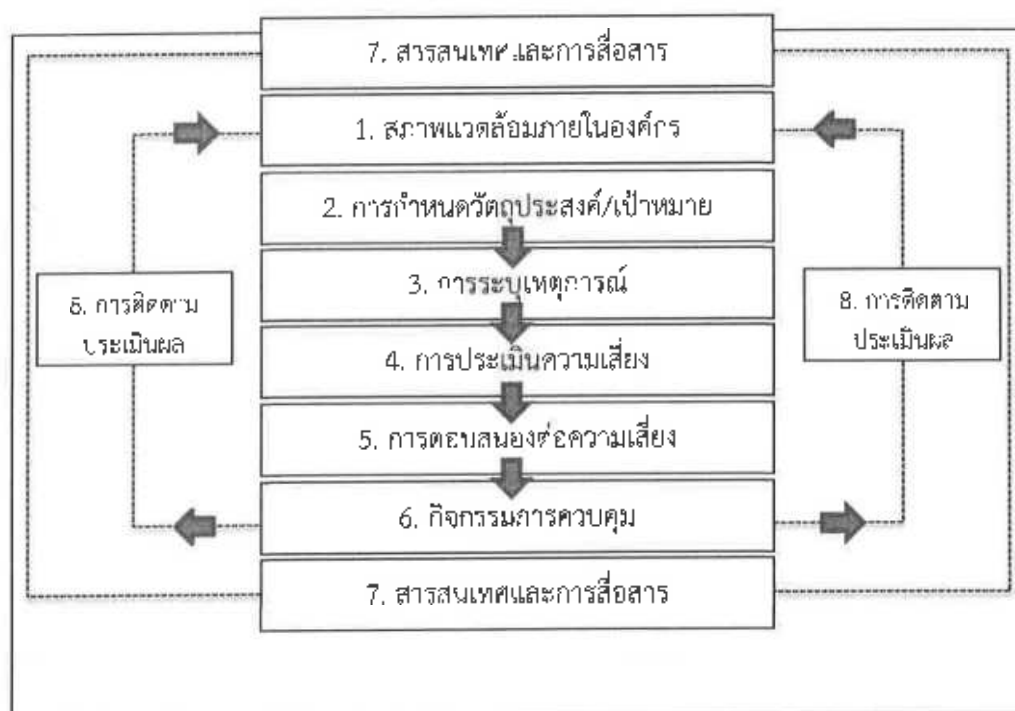 7. สารสนเทศและการสื่อสาร
1. สภาพแวดล้อมภายในองค์กร
2. การกำหนดวัตถุประสงค์/เป้าหมาย
3. การระบุเหตุการณ์
8. การติดตาม
ประเมินผล
8. การติดตาม
ประเมินผล
4. การประเมินความเสี่ยง
5. การตอบสนองต่อความเสี่ยง
6. กิจกรรมการควบคุม
7. สารสนเทศและการสื่อสาร